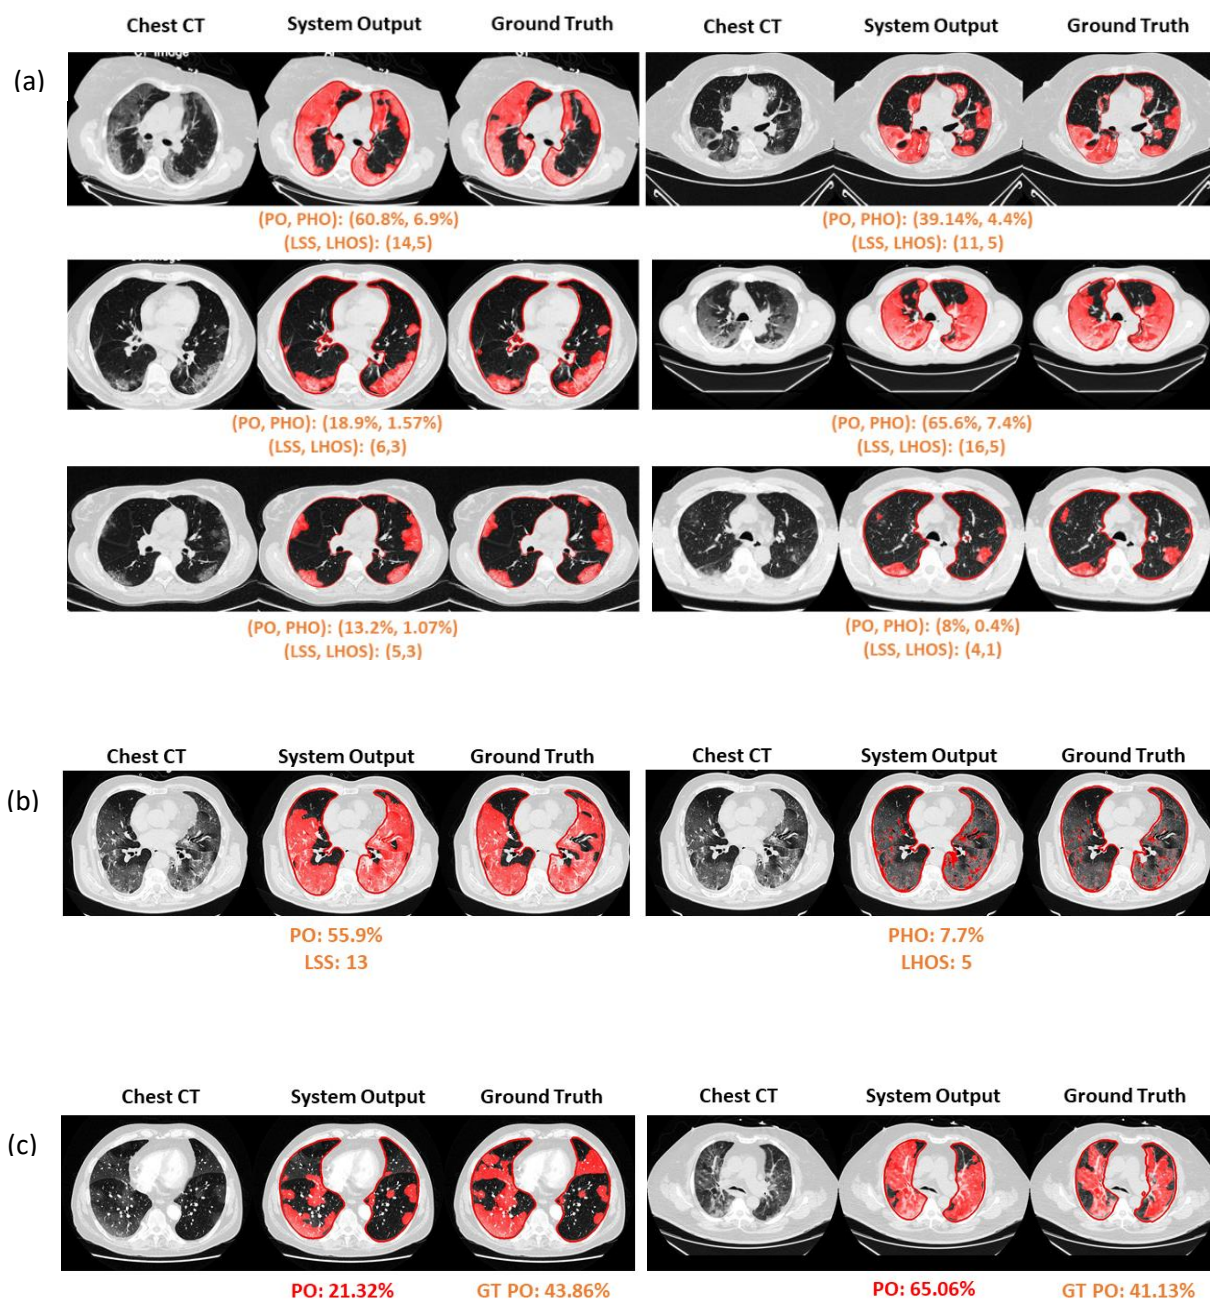 Chest CT System Output Ground Truth Chest CT System Output Ground Truth
(a)
CT Image
(PO, PHO): (60.8%, 6.9%) (PO, PHO): (39.14%, 4.4%)
(LSS, LHOS): (14,5) (LSS, LHOS): (11, 5)
(PO, PHO): (18.9%, 1.57%) (PO, PHO): (65.6%, 7.4%)
(LSS, LHOS): (6,3) (LSS, LHOS): (16,5)
(PO, PHO): (13.2%, 1.07%) (PO, PHO): (8%, 0.4%)
(LSS, LHOS): (5,3) (LSS, LHOS): (4,1)
Chest CT System Output Ground Truth Chest CT System Output Ground Truth
(b)
PO: 55.9% PHO: 7.7%
LSS: 13 LHOS: 5
Chest CT System Output Ground Truth Chest CT System Output Ground Truth
(c)
PO: 21.32% GT PO: 43.86% PO: 65.06% GT PO: 41.13%